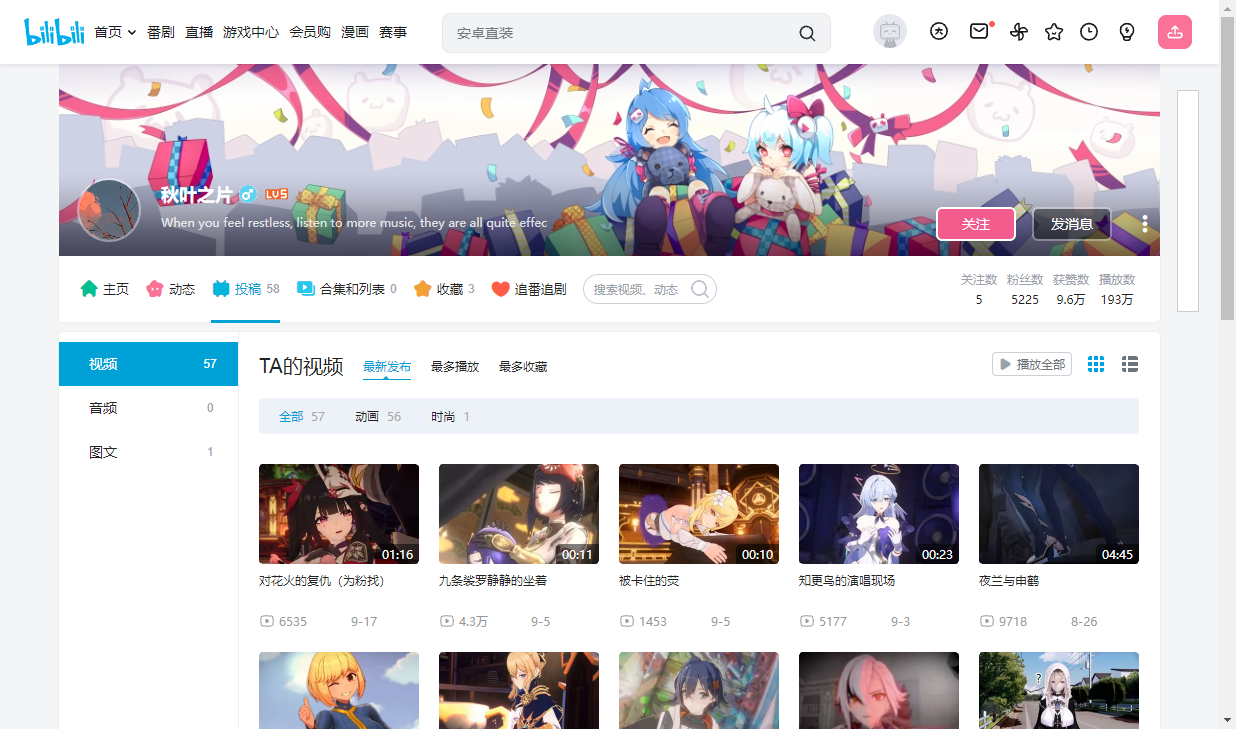 bilibili 首页 番剧 直播 游戏中心 会员购 漫画 赛事 安卓直装
秋叶之片 LV5
When you feel restless, listen to more music, they are all quite effec
关注 发消息
主页 动态 投稿 58 合集和列表 0 收藏 3 追番追剧 搜索视频、动态
关注数 粉丝数 获赞数 播放数
5 5225 9.6万 193万
视频 57
音频 0
图文 1
TA的视频 最新发布 最多播放 最多收藏 播放全部
全部 57 动画 56 时尚 1
01:16 00:11 00:10 00:23 04:45
对花火的复仇（为粉找） 九条裟罗静静的坐着 被卡住的荧 知更鸟的演唱现场 夜兰与申鹤
6535 9-17 4.3万 9-5 1453 9-5 5177 9-3 9718 8-26
?